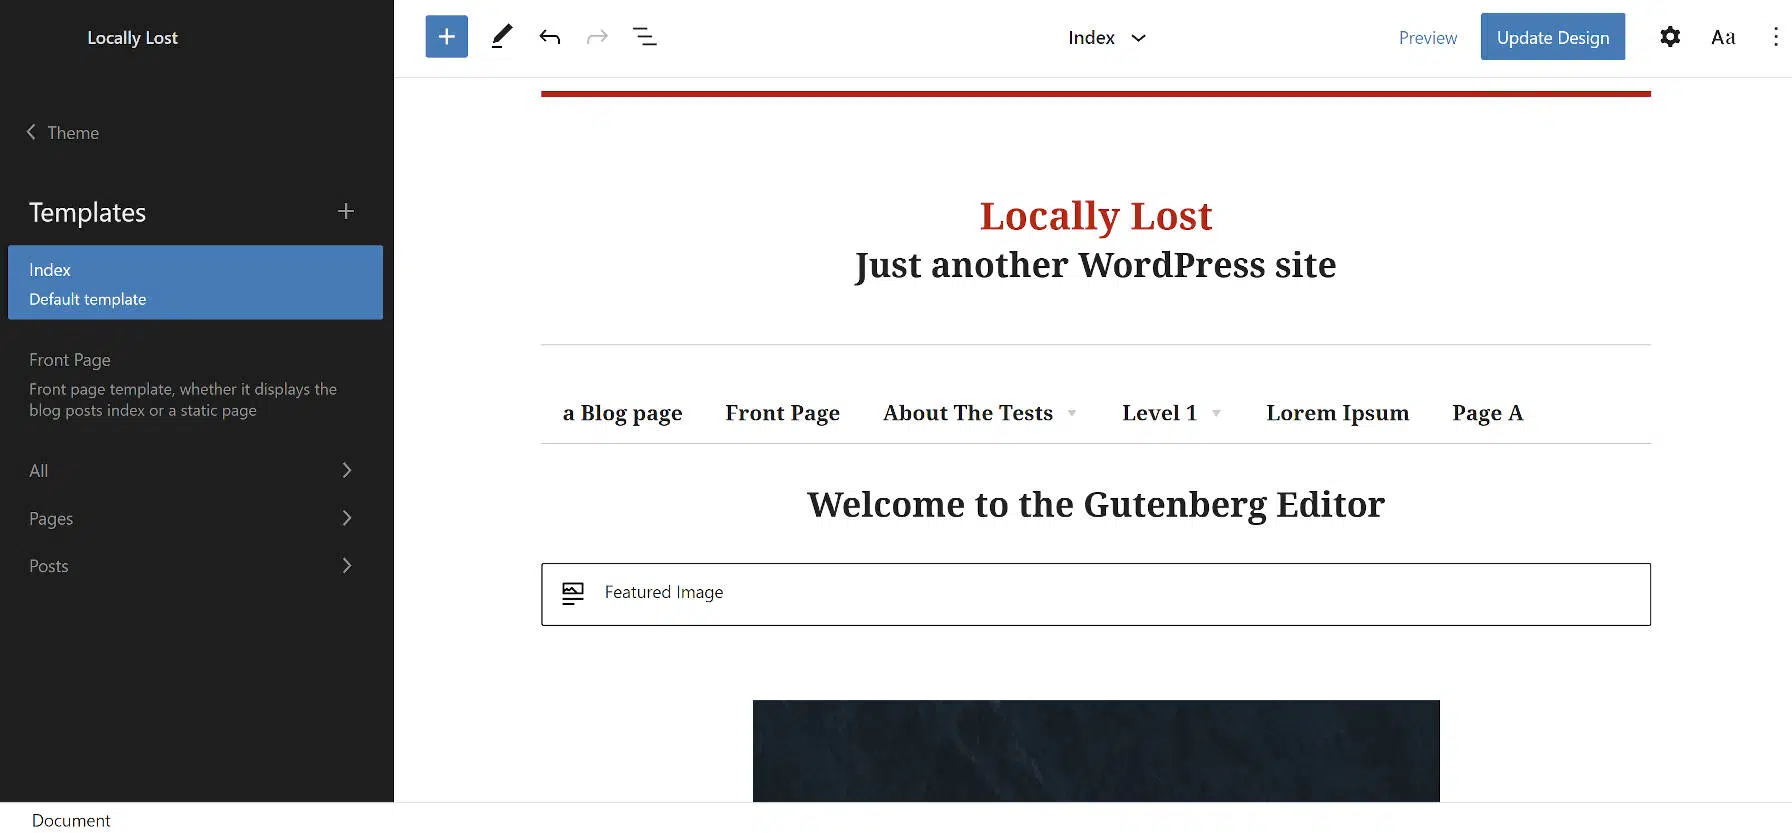 Locally Lost
Index
Preview
Update Design
Aa
Theme
Templates
Index
Default template
Front Page
Front page template, whether it displays the
blog posts index or a static page
All
Pages
Posts
Locally Lost
Just another WordPress site
a Blog page Front Page About The Tests Level 1 Lorem Ipsum Page A
Welcome to the Gutenberg Editor
Featured Image
Document